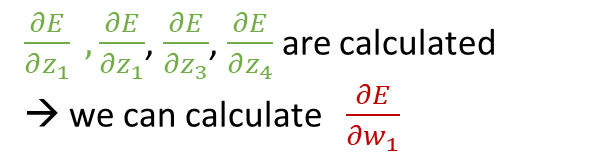 ∂E/∂z₁ , ∂E/∂z₁, ∂E/∂z₃, ∂E/∂z₄ are calculated
→ we can calculate ∂E/∂w₁